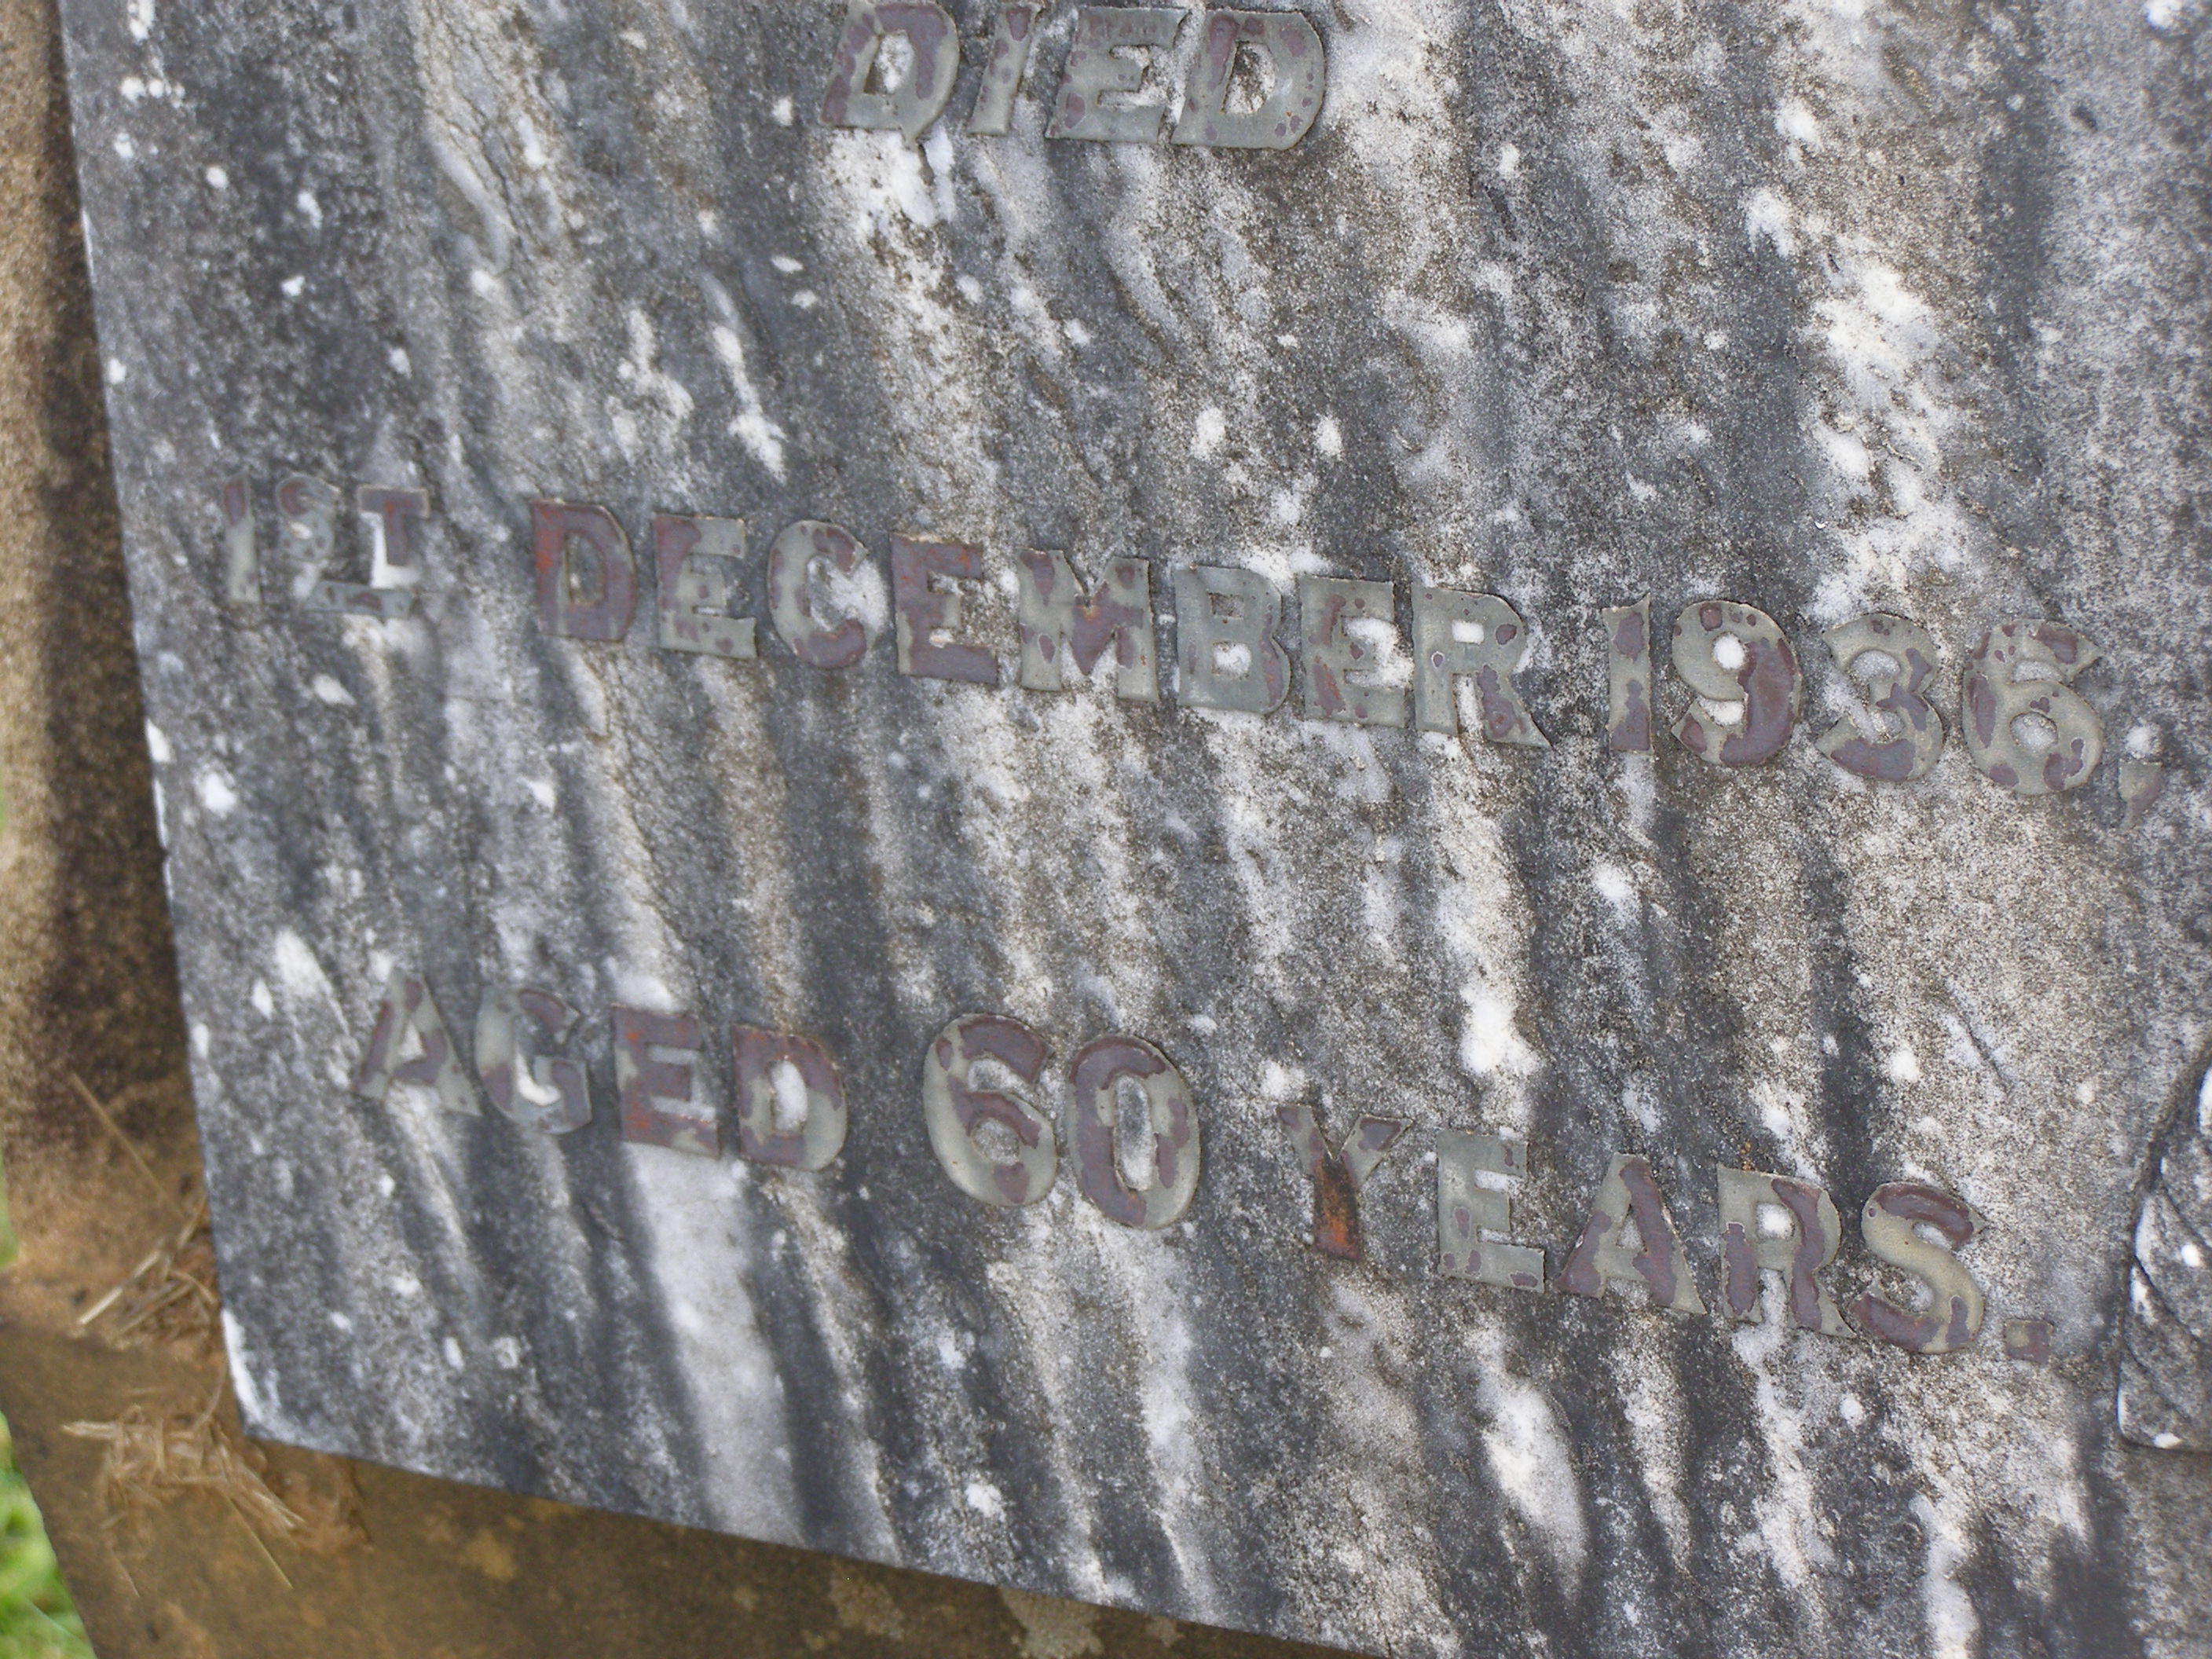 DIED
1ST DECEMBER 1936,
AGED 60 YEARS.